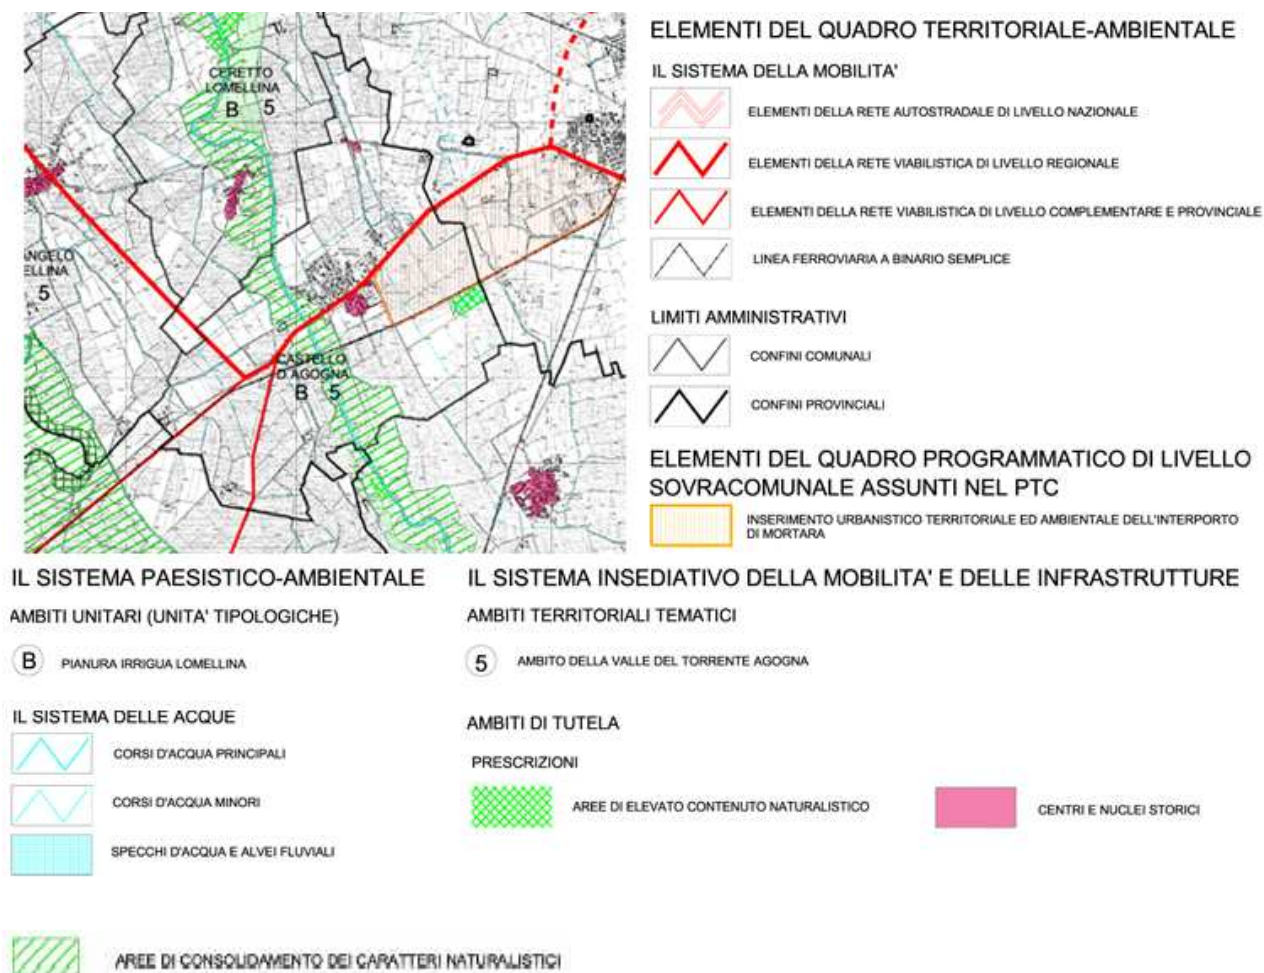 CERETTO
LOMELLINA
B 5
ANGELO
ELLINA
5
CASTELLO
D'AGOGNA
B 5
ELEMENTI DEL QUADRO TERRITORIALE-AMBIENTALE
IL SISTEMA DELLA MOBILITA'
ELEMENTI DELLA RETE AUTOSTRADALE DI LIVELLO NAZIONALE
ELEMENTI DELLA RETE VIABILISTICA DI LIVELLO REGIONALE
ELEMENTI DELLA RETE VIABILISTICA DI LIVELLO COMPLEMENTARE E PROVINCIALE
LINEA FERROVIARIA A BINARIO SEMPLICE
LIMITI AMMINISTRATIVI
CONFINI COMUNALI
CONFINI PROVINCIALI
ELEMENTI DEL QUADRO PROGRAMMATICO DI LIVELLO
SOVRACOMUNALE ASSUNTI NEL PTC
INSERIMENTO URBANISTICO TERRITORIALE ED AMBIENTALE DELL'INTERPORTO
DI MORTARA
IL SISTEMA PAESISTICO-AMBIENTALE
AMBITI UNITARI (UNITA' TIPOLOGICHE)
B PIANURA IRRIGUA LOMELLINA
IL SISTEMA DELLE ACQUE
CORSI D'ACQUA PRINCIPALI
CORSI D'ACQUA MINORI
SPECCHI D'ACQUA E ALVEI FLUVIALI
IL SISTEMA INSEDIATIVO DELLA MOBILITA' E DELLE INFRASTRUTTURE
AMBITI TERRITORIALI TEMATICI
5 AMBITO DELLA VALLE DEL TORRENTE AGOGNA
AMBITI DI TUTELA
PRESCRIZIONI
AREE DI ELEVATO CONTENUTO NATURALISTICO
CENTRI E NUCLEI STORICI
AREE DI CONSOLIDAMENTO DEI CARATTERI NATURALISTICI